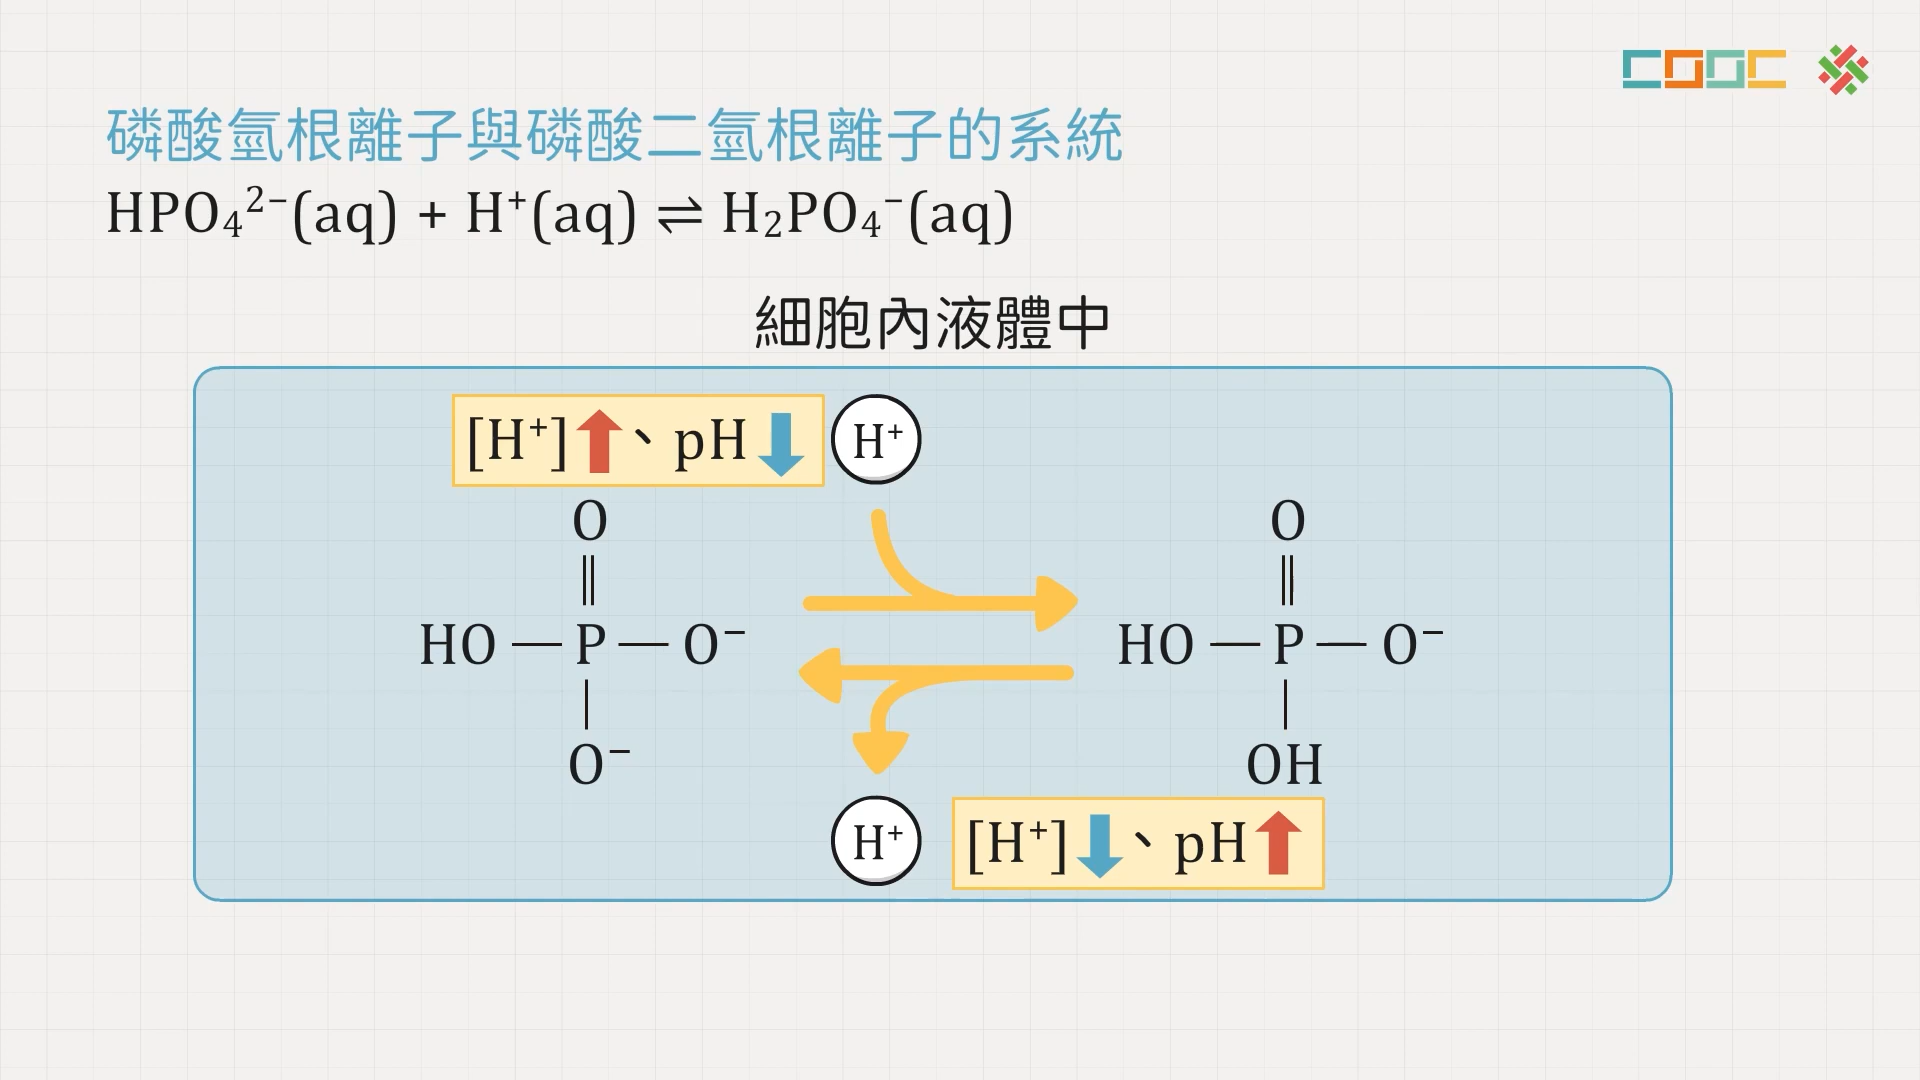 COOC
磷酸氫根離子與磷酸二氫根離子的系統
HPO₄²⁻(aq) + H⁺(aq) ⇌ H₂PO₄⁻(aq)
細胞內液體中
[H⁺]⬆、pH⬇ H⁺
O O
HO — P — O⁻ HO — P — O⁻
O⁻ OH
H⁺ [H⁺]⬇、pH⬆